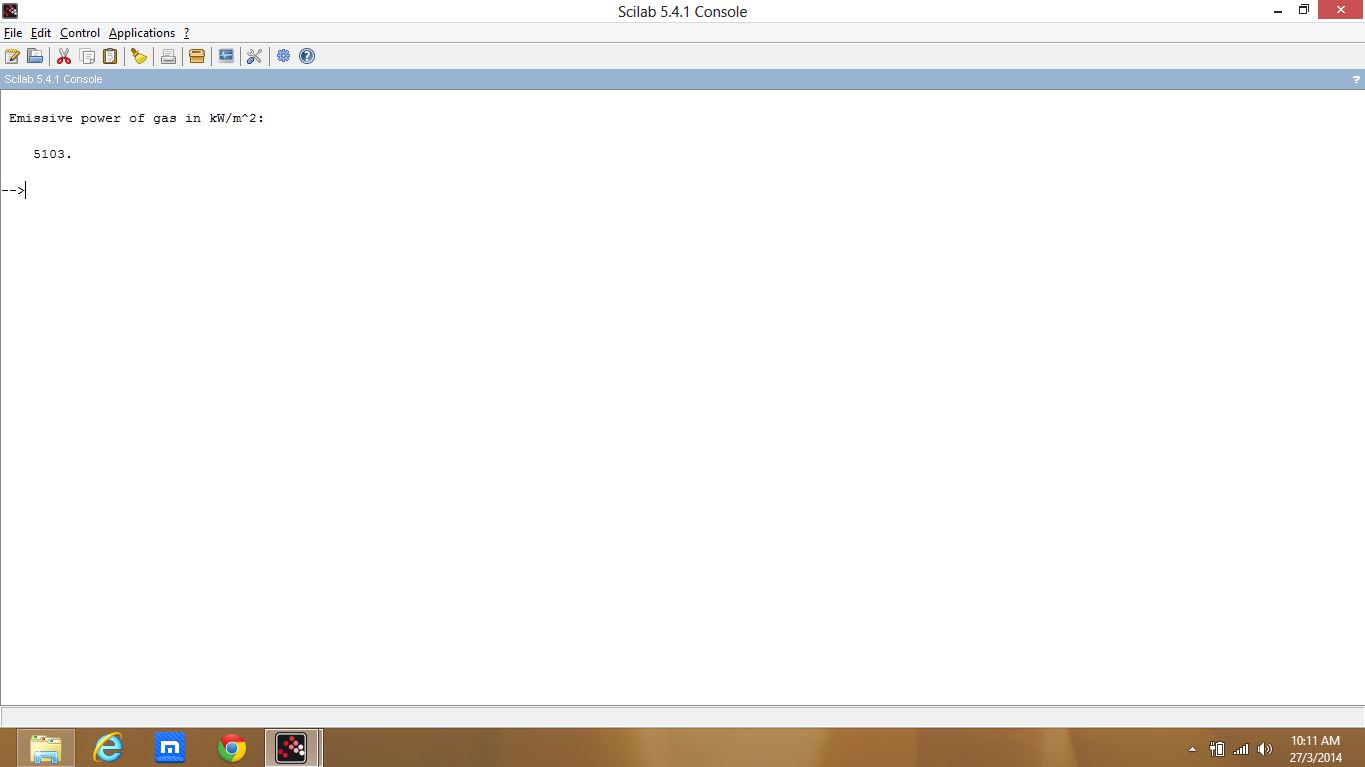 Scilab 5.4.1 Console
File Edit Control Applications ?
Scilab 5.4.1 Console ?
Emissive power of gas in kW/m^2:
5103.
-->
m
10:11 AM
27/3/2014